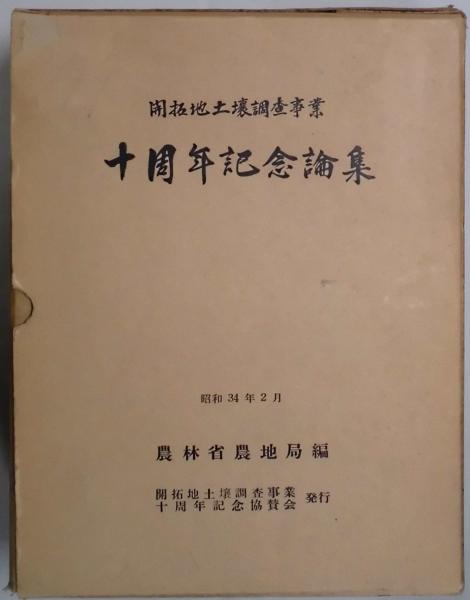 開拓地土壌調査事業
十周年記念論集
昭和 34 年 2 月
農林省農地局編
開拓地土壌調査事業
十周年記念協賛会 発行